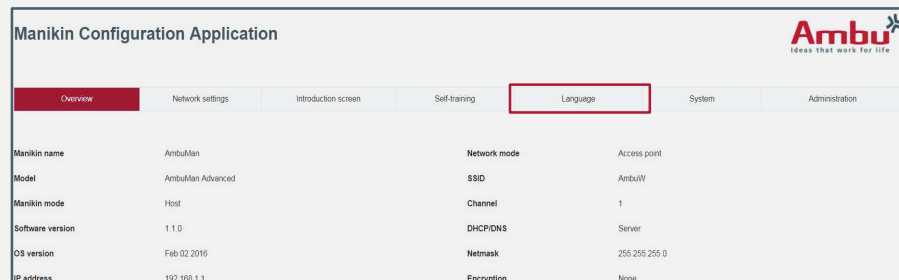 Manikin Configuration Application
Ambu
Ideas that work for life
Overview Network settings Introduction screen Self-training Language System Administration
Manikin name AmbuMan Network mode Access point
Model AmbuMan Advanced SSID AmbuW
Manikin mode Host Channel 1
Software version 1.1.0 DHCP/DNS Server
OS version Feb 02 2016 Netmask 255.255.255.0
IP address 192.168.1.1 Encryption None